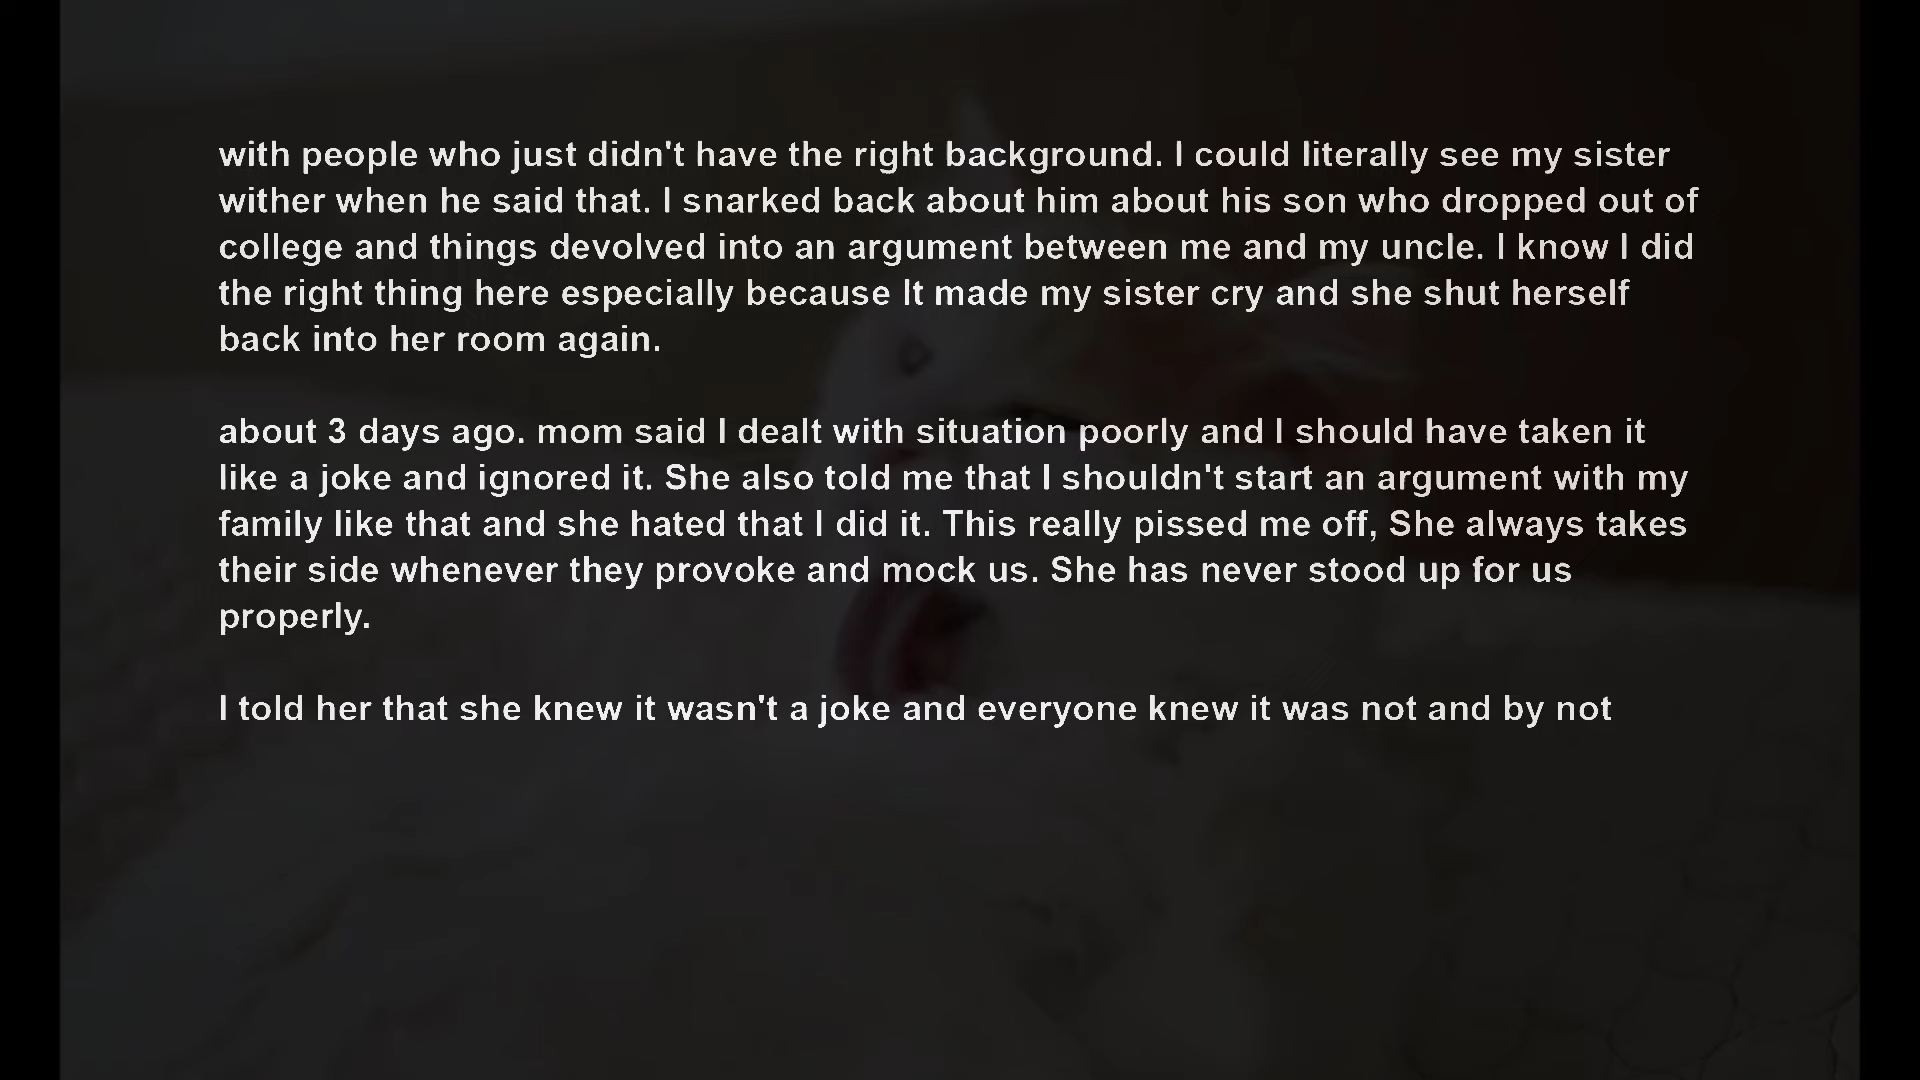 with people who just didn't have the right background. I could literally see my sister
wither when he said that. I snarked back about him about his son who dropped out of
college and things devolved into an argument between me and my uncle. I know I did
the right thing here especially because It made my sister cry and she shut herself
back into her room again.
about 3 days ago. mom said I dealt with situation poorly and I should have taken it
like a joke and ignored it. She also told me that I shouldn't start an argument with my
family like that and she hated that I did it. This really pissed me off, She always takes
their side whenever they provoke and mock us. She has never stood up for us
properly.
I told her that she knew it wasn't a joke and everyone knew it was not and by not